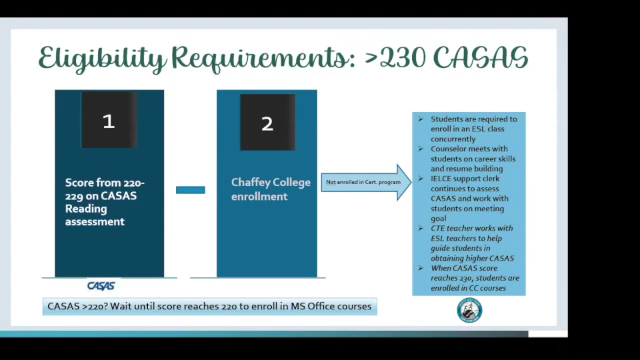 Eligibility Requirements: >230 CASAS
1
Score from 220-
229 on CASAS
Reading
assessment
CASAS
2
Chaffey College
enrollment
Not enrolled in Cert. program
Students are required to
enroll in an ESL class
concurrently
Counselor meets with
students on career skills
and resume building
IELCE support clerk
continues to assess
CASAS and work with
students on meeting
goal
CTE teacher works with
ESL teachers to help
guide students in
obtaining higher CASAS
When CASAS score
reaches 230, students are
enrolled in CC courses
CASAS >220? Wait until score reaches 220 to enroll in MS Office courses